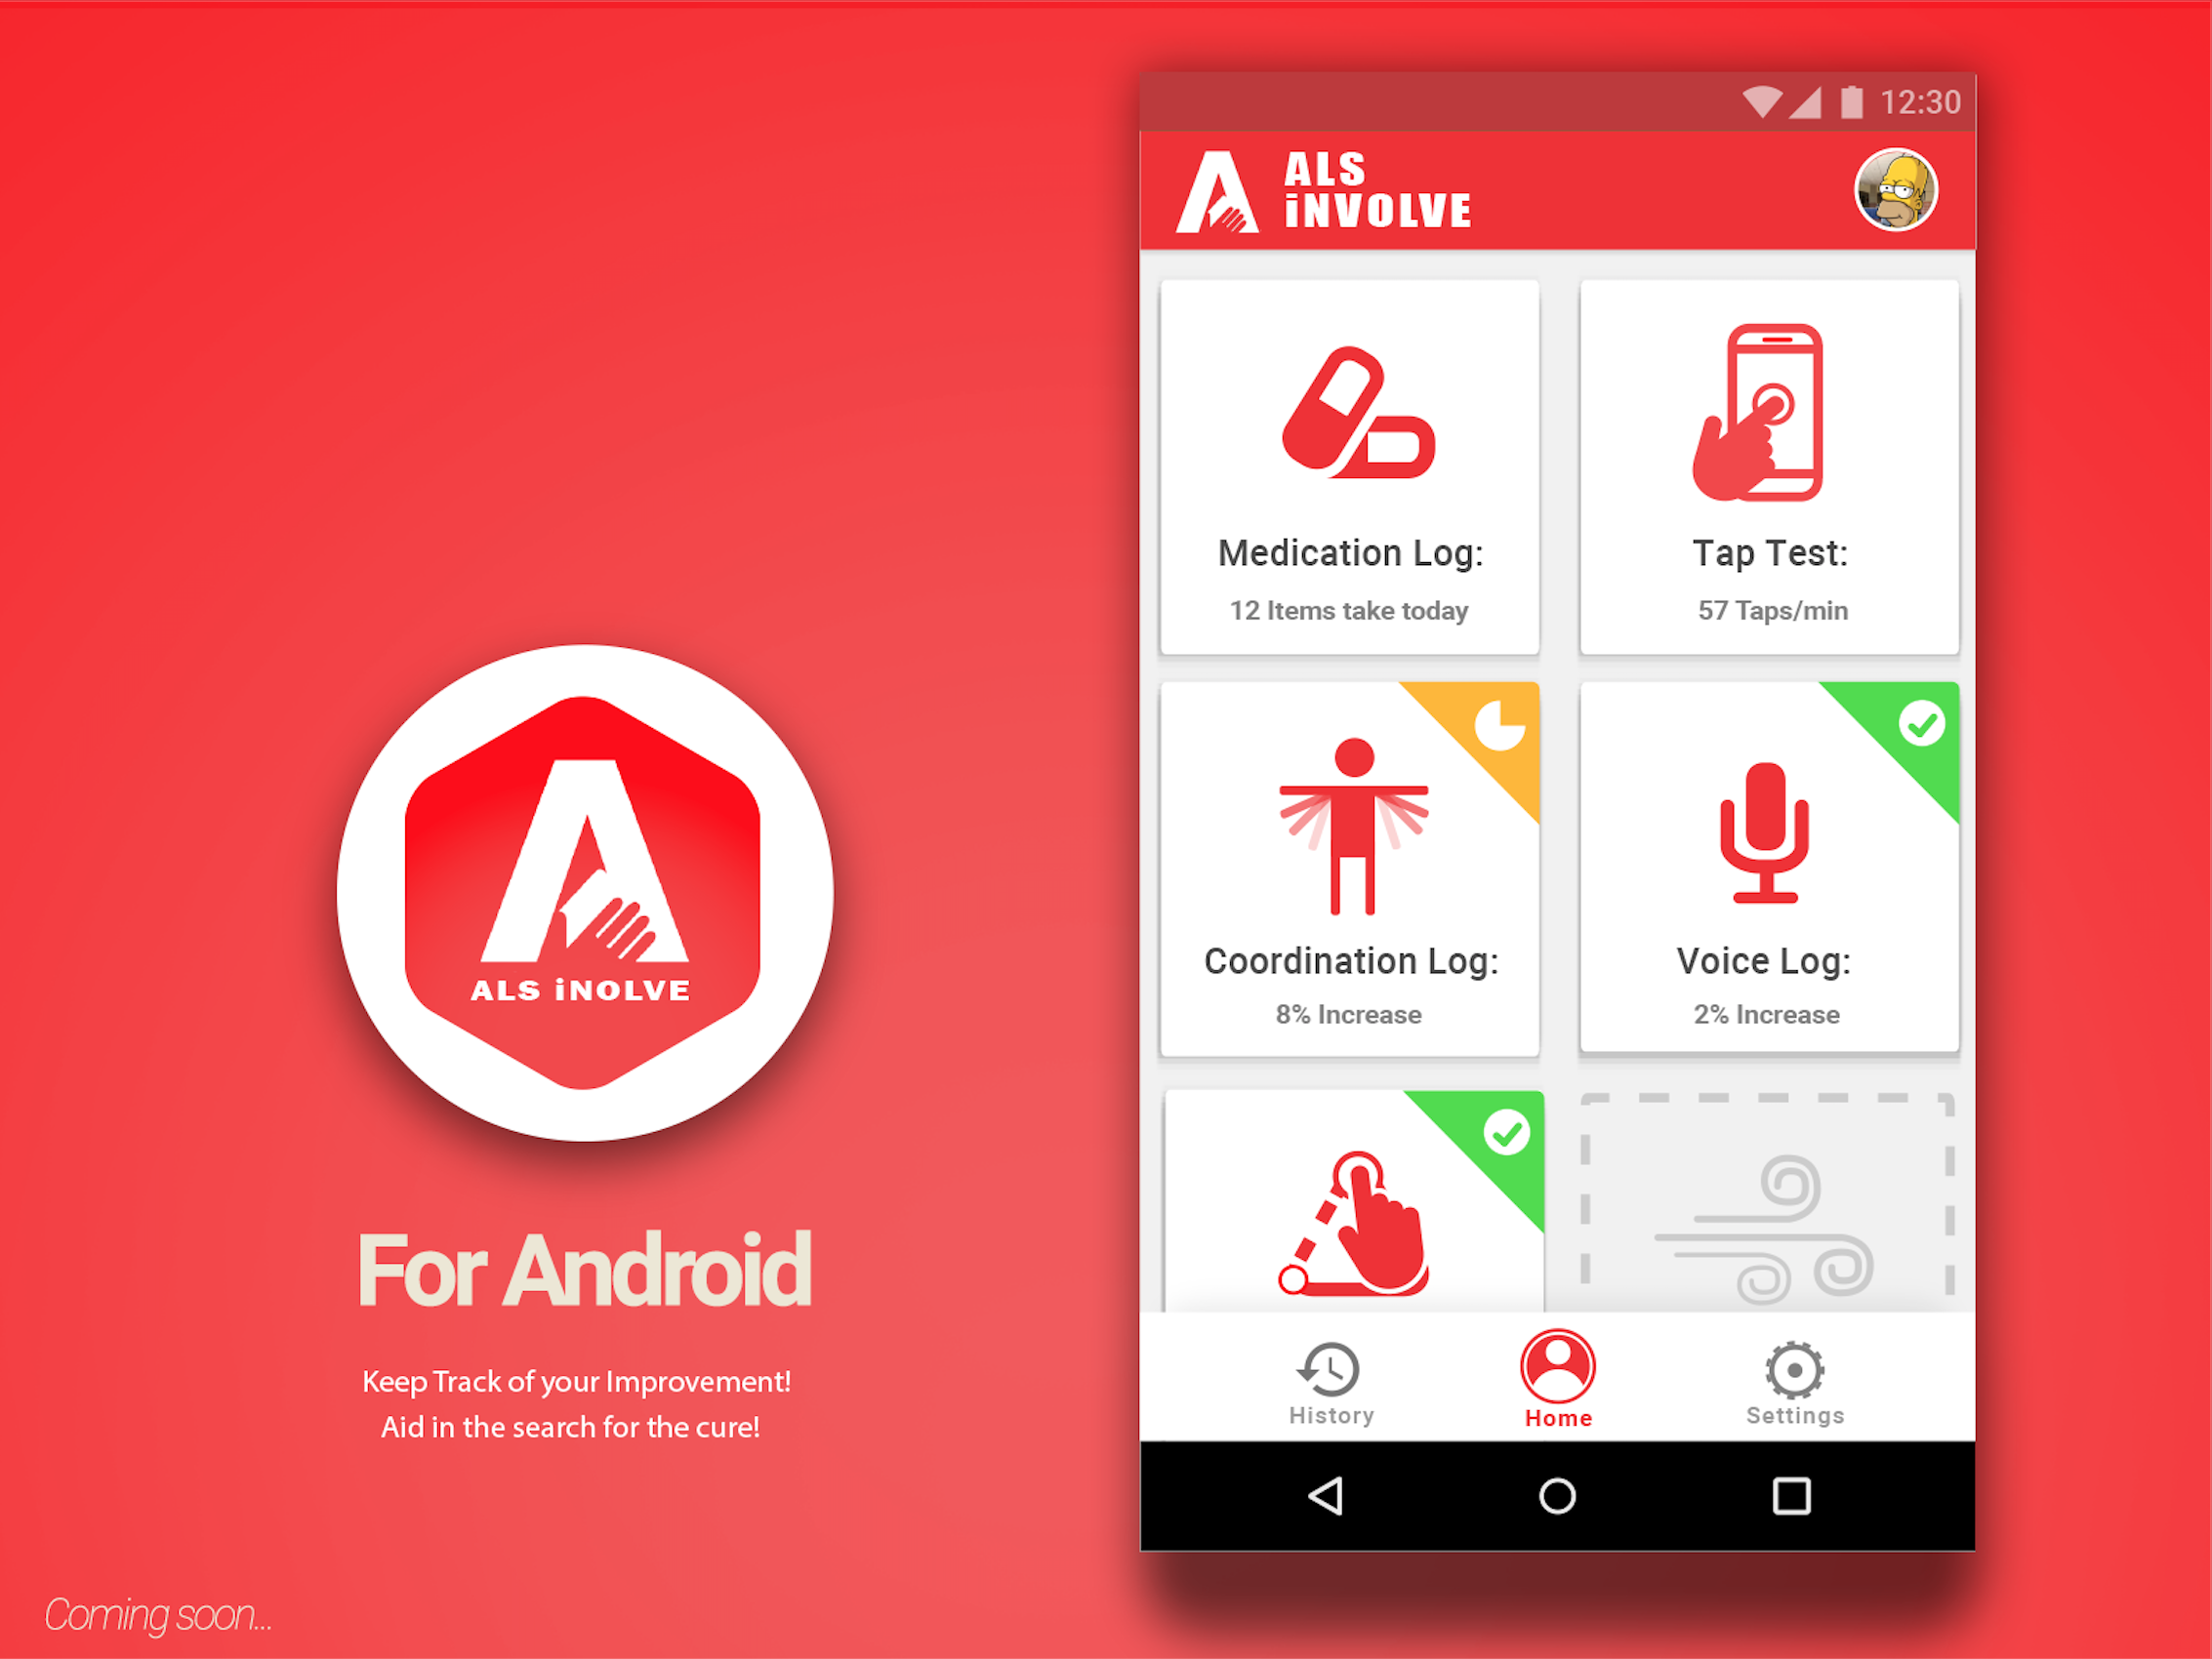 ALS iNOLVE
For Android
Keep Track of your Improvement!
Aid in the search for the cure!
Coming soon...
12:30
ALS
iNVOLVE
Medication Log:
12 Items take today
Tap Test:
57 Taps/min
Coordination Log:
8% Increase
Voice Log:
2% Increase
History
Home
Settings